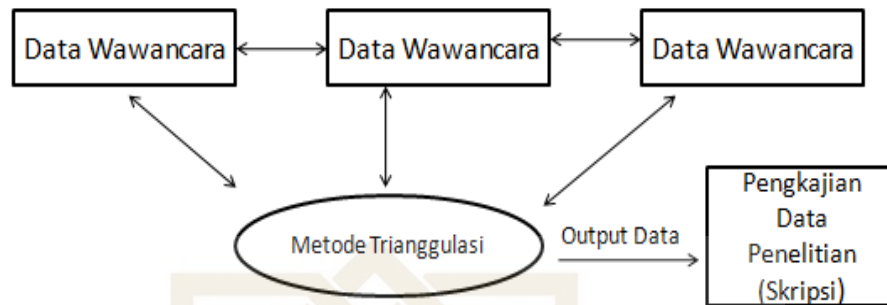 Data Wawancara
Data Wawancara
Data Wawancara
Metode Trianggulasi
Output Data
Pengkajian
Data
Penelitian
(Skripsi)